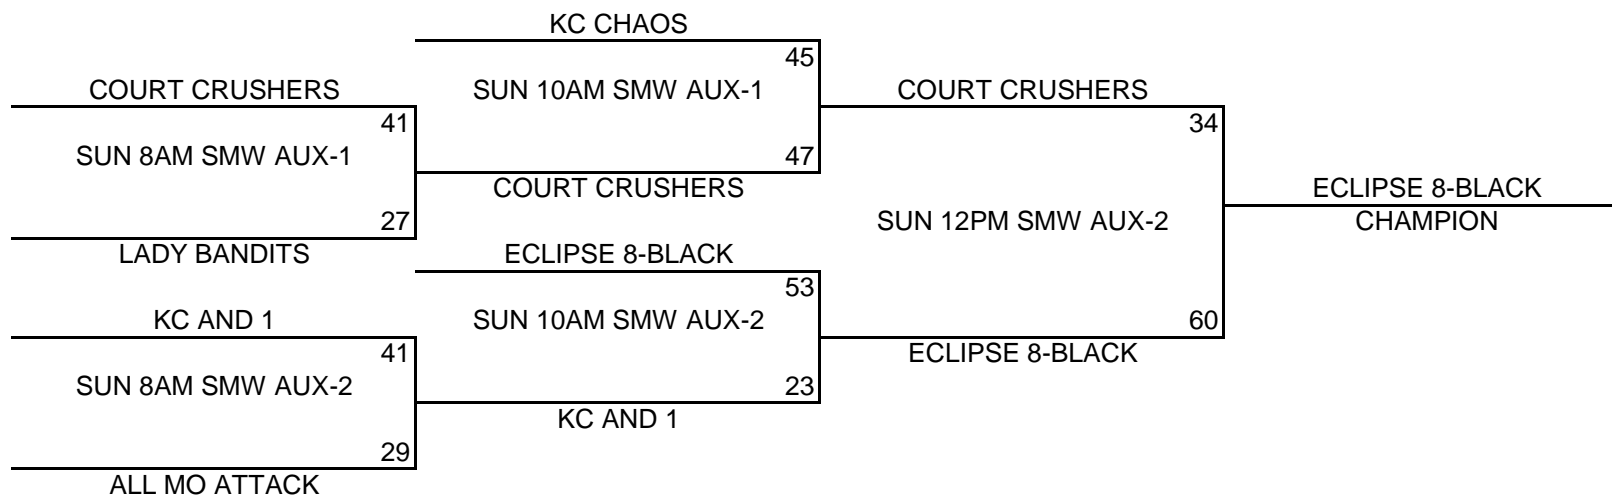 KC CHAOS
45
COURT CRUSHERS
SUN 10AM SMW AUX-1
COURT CRUSHERS
41
34
SUN 8AM SMW AUX-1
47
COURT CRUSHERS
ECLIPSE 8-BLACK
27
SUN 12PM SMW AUX-2
CHAMPION
LADY BANDITS
ECLIPSE 8-BLACK
53
KC AND 1
SUN 10AM SMW AUX-2
60
41
ECLIPSE 8-BLACK
SUN 8AM SMW AUX-2
23
KC AND 1
29
ALL MO ATTACK